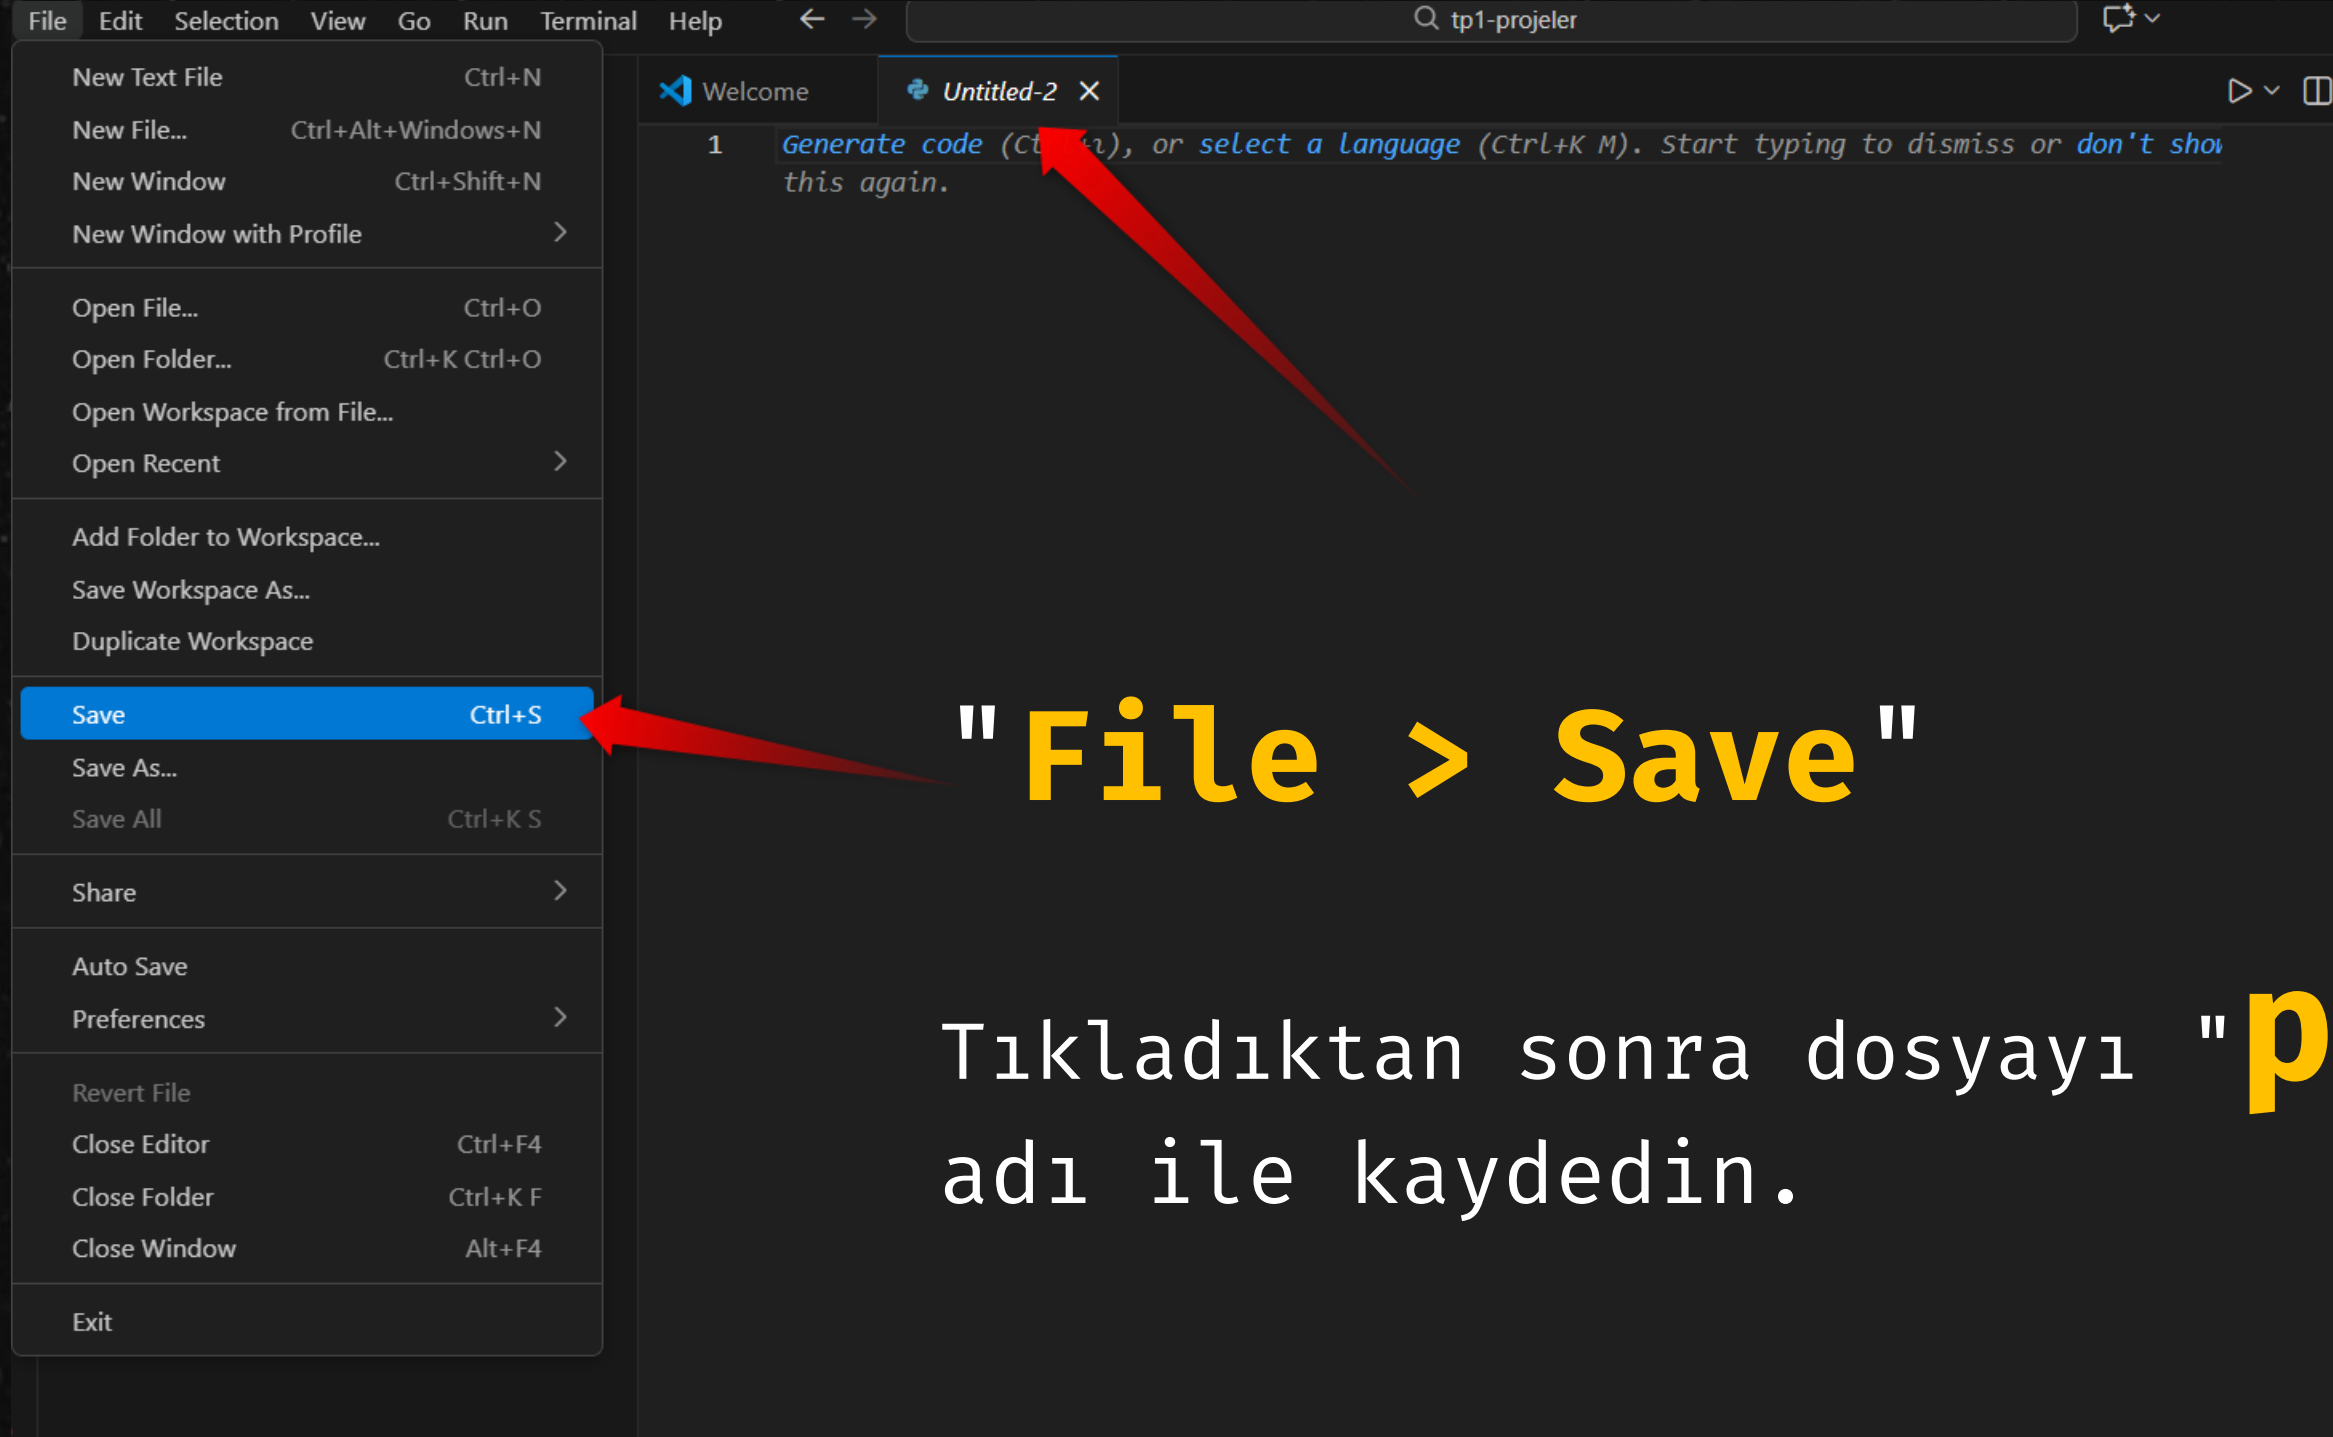 File Edit Selection View Go Run Terminal Help tp1-projeler
New Text File Ctrl+N
New File... Ctrl+Alt+Windows+N
New Window Ctrl+Shift+N
New Window with Profile
Open File... Ctrl+O
Open Folder... Ctrl+K Ctrl+O
Open Workspace from File...
Open Recent
Add Folder to Workspace...
Save Workspace As...
Duplicate Workspace
Save Ctrl+S
Save As...
Save All Ctrl+K S
Share
Auto Save
Preferences
Revert File
Close Editor Ctrl+F4
Close Folder Ctrl+K F
Close Window Alt+F4
Exit
Welcome Untitled-2
1 Generate code (Ctrl+i), or select a language (Ctrl+K M). Start typing to dismiss or don't show
this again.
"File > Save"
Tıkladıktan sonra dosyayı "p
adı ile kaydedin.